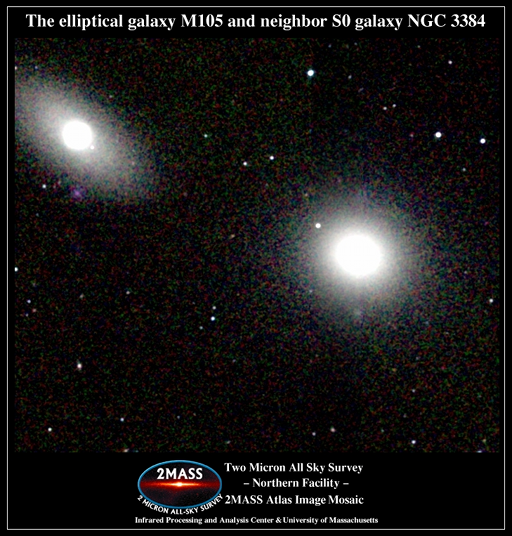 The elliptical galaxy M105 and neighbor S0 galaxy NGC 3384
2MASS
2 MICRON ALL-SKY SURVEY
Two Micron All Sky Survey
– Northern Facility –
2MASS Atlas Image Mosaic
Infrared Processing and Analysis Center & University of Massachusetts